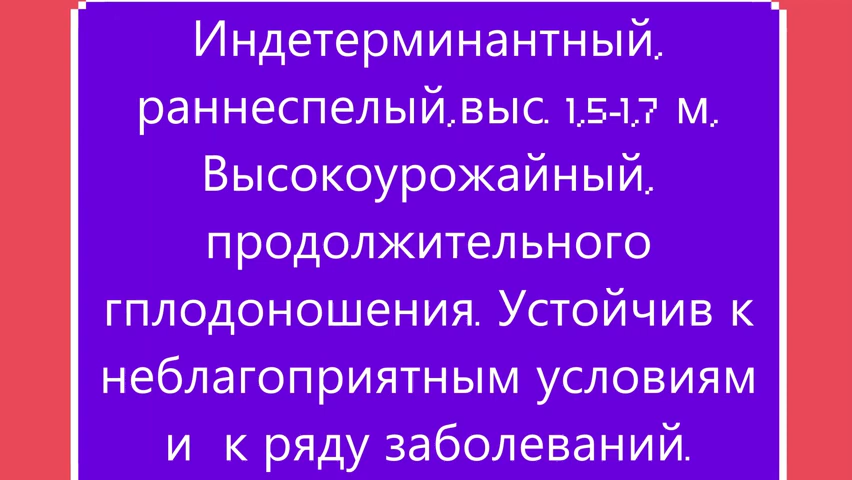 Индетерминантный,
раннеспелый,выс. 1,5-1,7 м,
Высокоурожайный,
продолжительного
гплодоношения. Устойчив к
неблагоприятным условиям
и к ряду заболеваний.